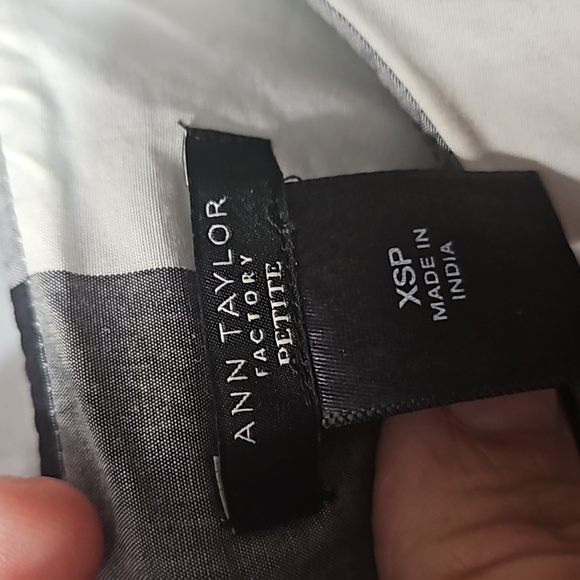 ANN TAYLOR
FACTORY
PETITE
XSP
MADE IN
INDIA